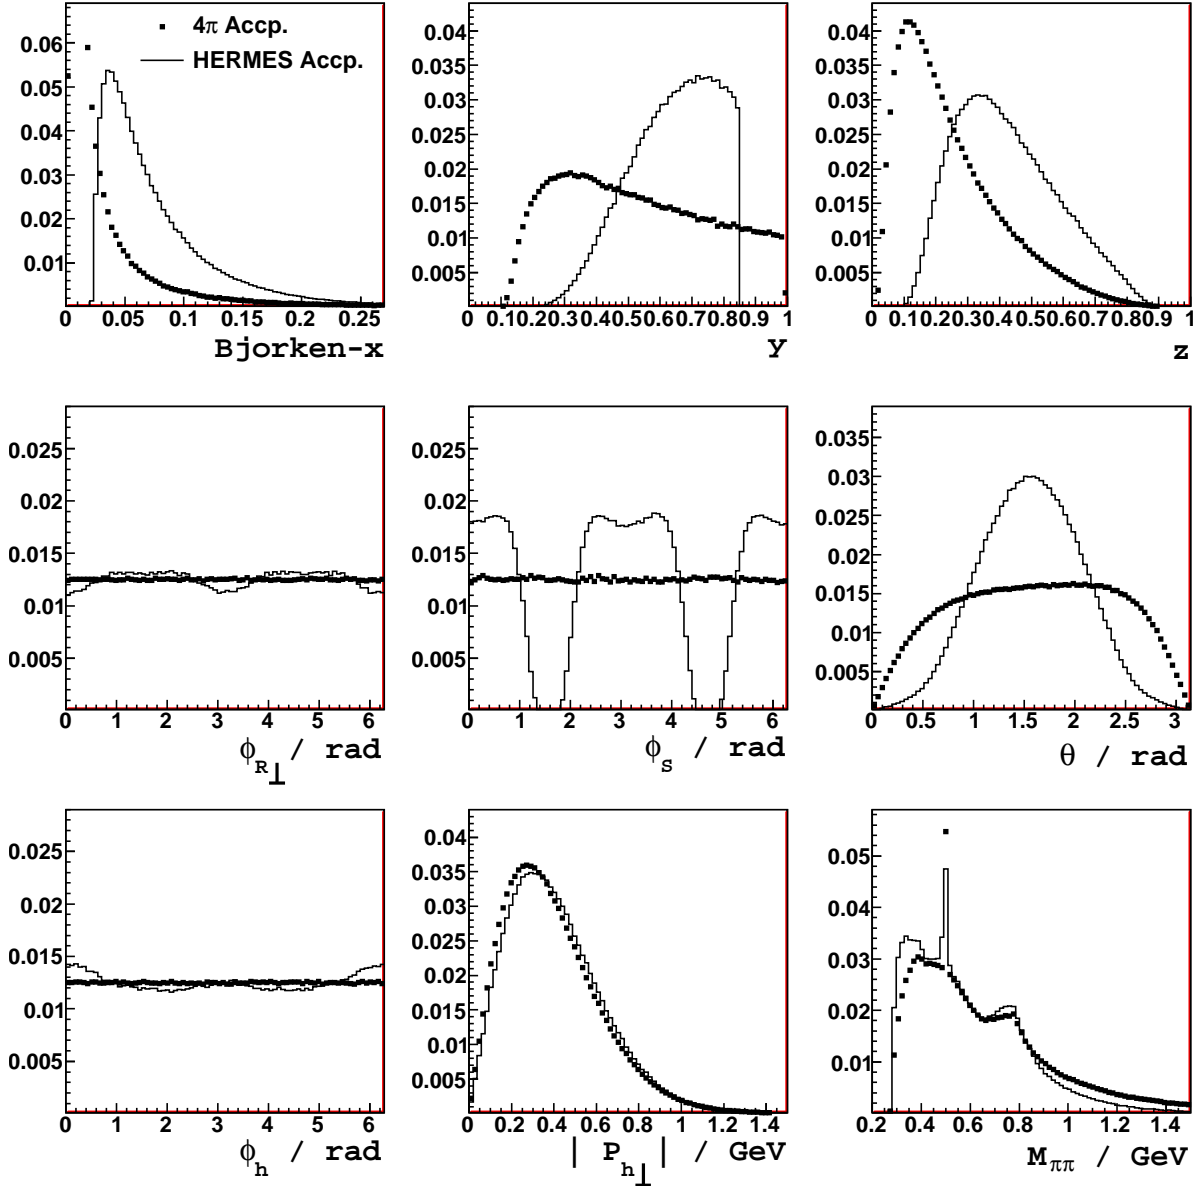 4π Accp.
HERMES Accp.
0.06
0.05
0.04
0.03
0.02
0.01
0 0.05 0.1 0.15 0.2 0.25
Bjorken-x
0.04
0.035
0.03
0.025
0.02
0.015
0.01
0.005
0 0.1 0.2 0.3 0.4 0.5 0.6 0.7 0.8 0.9 1
y
0.04
0.035
0.03
0.025
0.02
0.015
0.01
0.005
0 0.1 0.2 0.3 0.4 0.5 0.6 0.7 0.8 0.9 1
z
0.025
0.02
0.015
0.01
0.005
0 1 2 3 4 5 6
ϕR⊥ / rad
0.025
0.02
0.015
0.01
0.005
0 1 2 3 4 5 6
ϕS / rad
0.035
0.03
0.025
0.02
0.015
0.01
0.005
0 0.5 1 1.5 2 2.5 3
θ / rad
0.025
0.02
0.015
0.01
0.005
0 1 2 3 4 5 6
ϕh / rad
0.04
0.035
0.03
0.025
0.02
0.015
0.01
0.005
0 0.2 0.4 0.6 0.8 1 1.2 1.4
| Ph⊥ | / GeV
0.05
0.04
0.03
0.02
0.01
0.2 0.4 0.6 0.8 1 1.2 1.4
Mππ / GeV